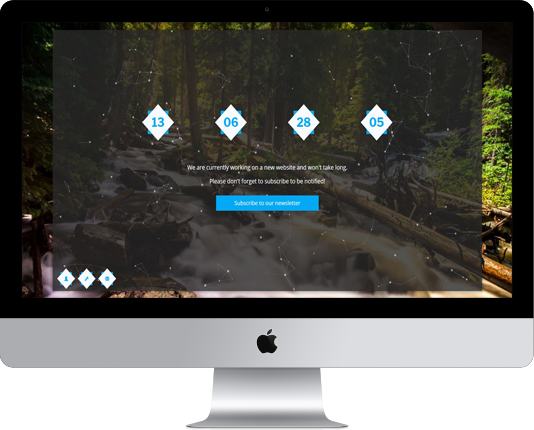 13 06 28 05
We are currently working on a new website and won't take long.
Please don't forget to subscribe to be notified!
Subscribe to our newsletter